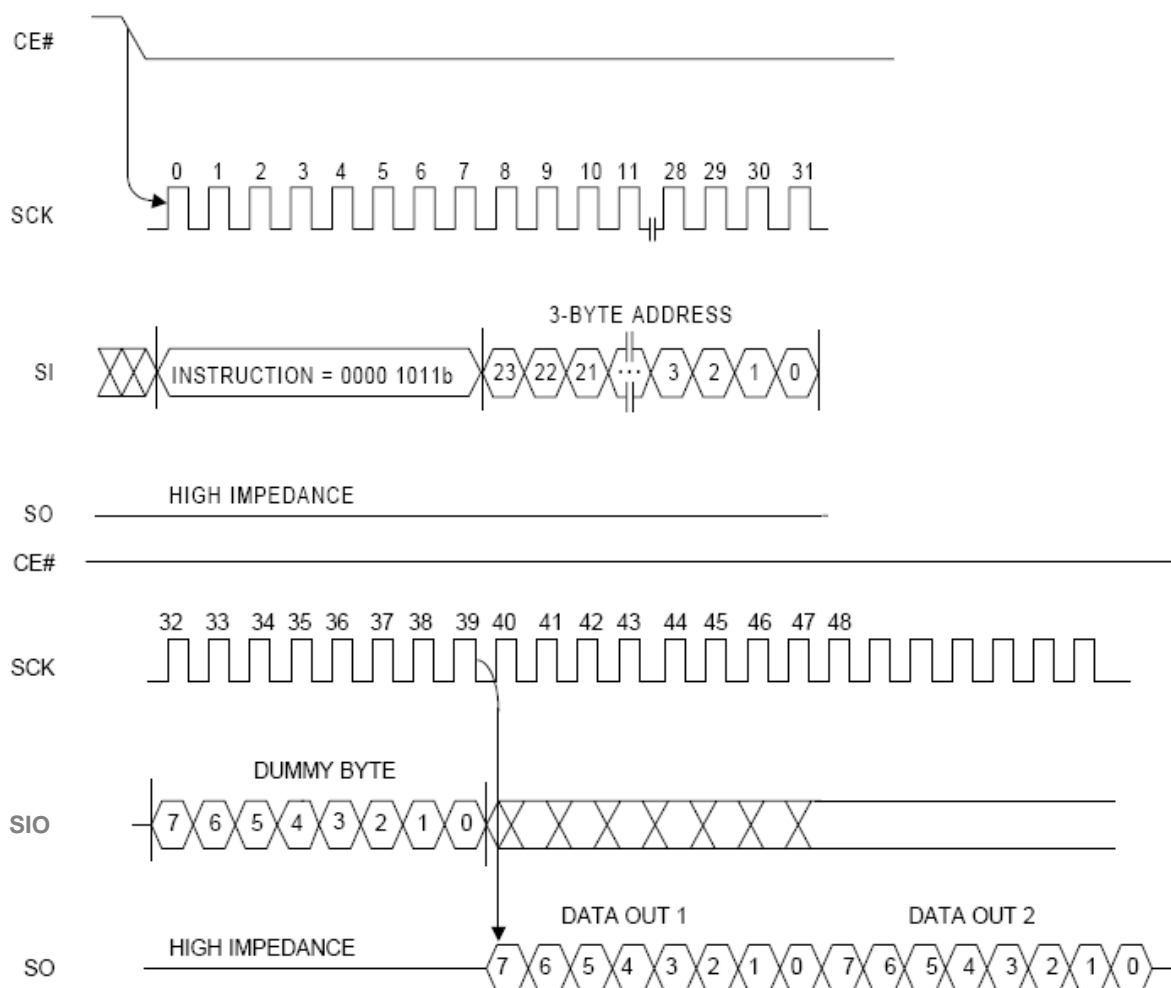 CE#
0 1 2 3 4 5 6 7 8 9 10 11 28 29 30 31
SCK
3-BYTE ADDRESS
SI INSTRUCTION = 0000 1011b 23 22 21 ... 3 2 1 0
HIGH IMPEDANCE
SO
CE#
32 33 34 35 36 37 38 39 40 41 42 43 44 45 46 47 48
SCK
DUMMY BYTE
SIO 7 6 5 4 3 2 1 0
DATA OUT 1 DATA OUT 2
HIGH IMPEDANCE
SO 7 6 5 4 3 2 1 0 7 6 5 4 3 2 1 0